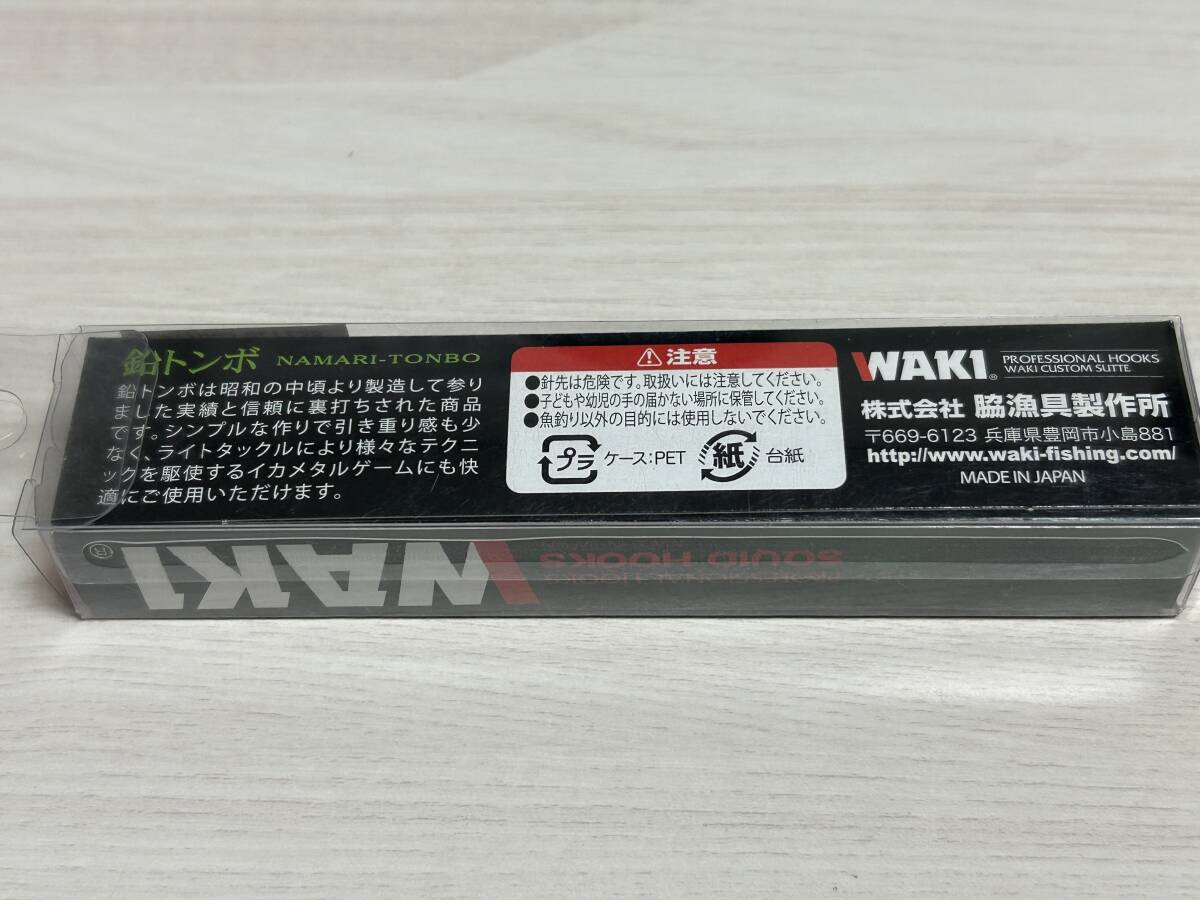 鉛トンボ NAMARI-TONBO
鉛トンボは昭和の中頃より製造して参り
ました実績と信頼に裏打ちされた商品
です。シンプルな作りで引き重り感も少
なく、ライトタックルにより様々なテクニ
ックを駆使するイカメタルゲームにも快
適にご使用いただけます。
注意
●針先は危険です。取扱いには注意してください。
●子どもや幼児の手の届かない場所に保管してください。
●魚釣り以外の目的には使用しないでください。
プラ ケース:PET 紙 台紙
WAKI® PROFESSIONAL HOOKS
WAKI CUSTOM SUTTE
株式会社 脇漁具製作所
〒669-6123 兵庫県豊岡市小島881
http://www.waki-fishing.com/
MADE IN JAPAN
WAKI®
SQUID HOOKS
PROFESSIONAL HOOKS